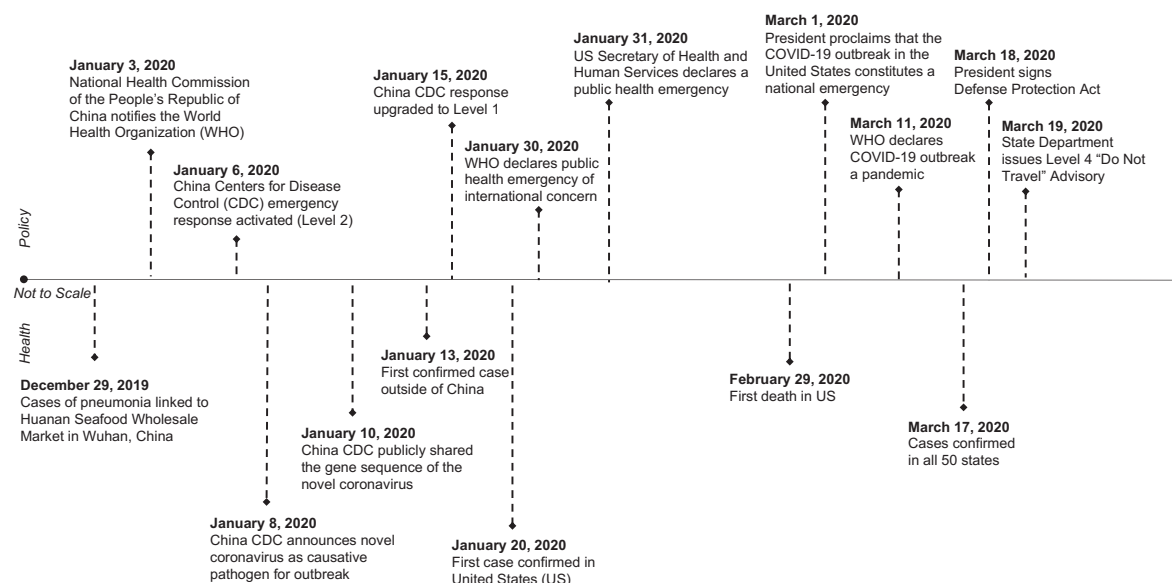 January 3, 2020
National Health Commission
of the People's Republic of
China notifies the World
Health Organization (WHO)
January 6, 2020
China Centers for Disease
Control (CDC) emergency
response activated (Level 2)
January 15, 2020
China CDC response
upgraded to Level 1
January 30, 2020
WHO declares public
health emergency of
international concern
January 31, 2020
US Secretary of Health and
Human Services declares a
public health emergency
March 1, 2020
President proclaims that the
COVID-19 outbreak in the
United States constitutes a
national emergency
March 11, 2020
WHO declares
COVID-19 outbreak
a pandemic
March 18, 2020
President signs
Defense Protection Act
March 19, 2020
State Department
issues Level 4 “Do Not
Travel” Advisory
Policy
Not to Scale
Health
December 29, 2019
Cases of pneumonia linked to
Huanan Seafood Wholesale
Market in Wuhan, China
January 8, 2020
China CDC announces novel
coronavirus as causative
pathogen for outbreak
January 10, 2020
China CDC publicly shared
the gene sequence of the
novel coronavirus
January 13, 2020
First confirmed case
outside of China
January 20, 2020
First case confirmed in
United States (US)
February 29, 2020
First death in US
March 17, 2020
Cases confirmed
in all 50 states